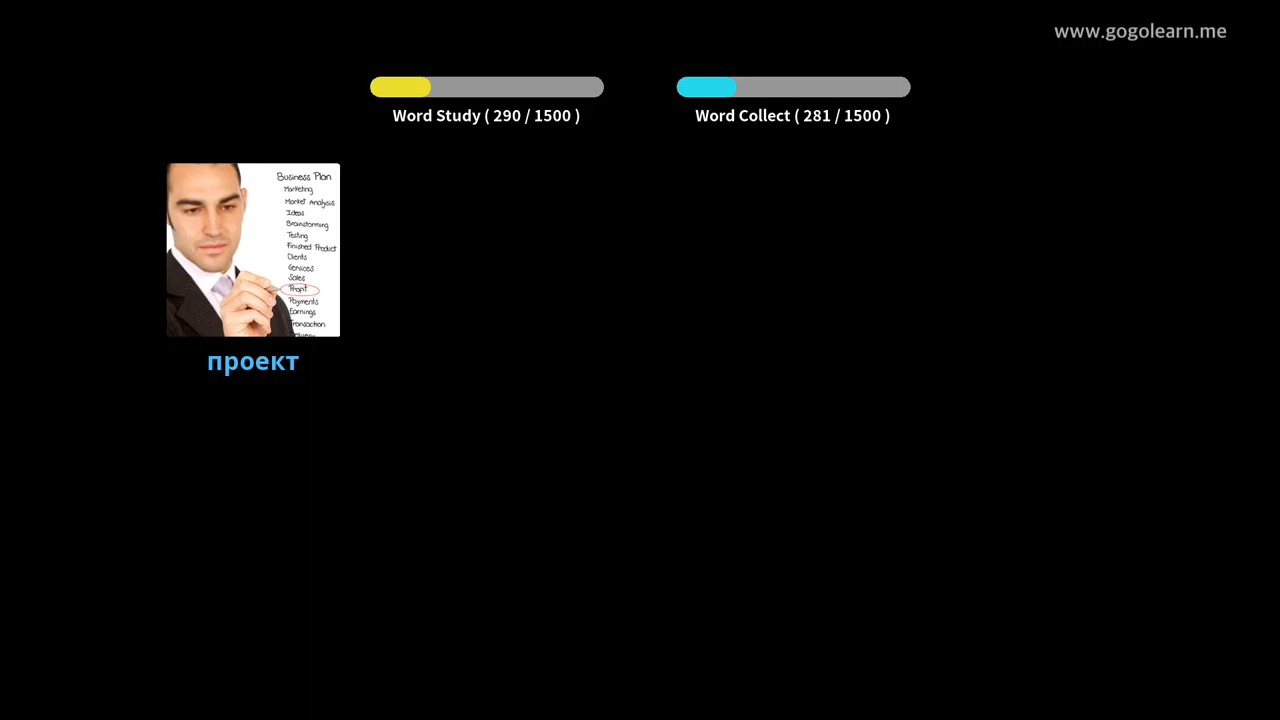 www.gogolearn.me
Word Study ( 290 / 1500 )
Word Collect ( 281 / 1500 )
Business Plan
Marketing
Market Analysis
Ideas
Brainstorming
Testing
Finished Product
Clients
Services
Sales
Profit
Payments
Earnings
Transaction
Delivery
проект